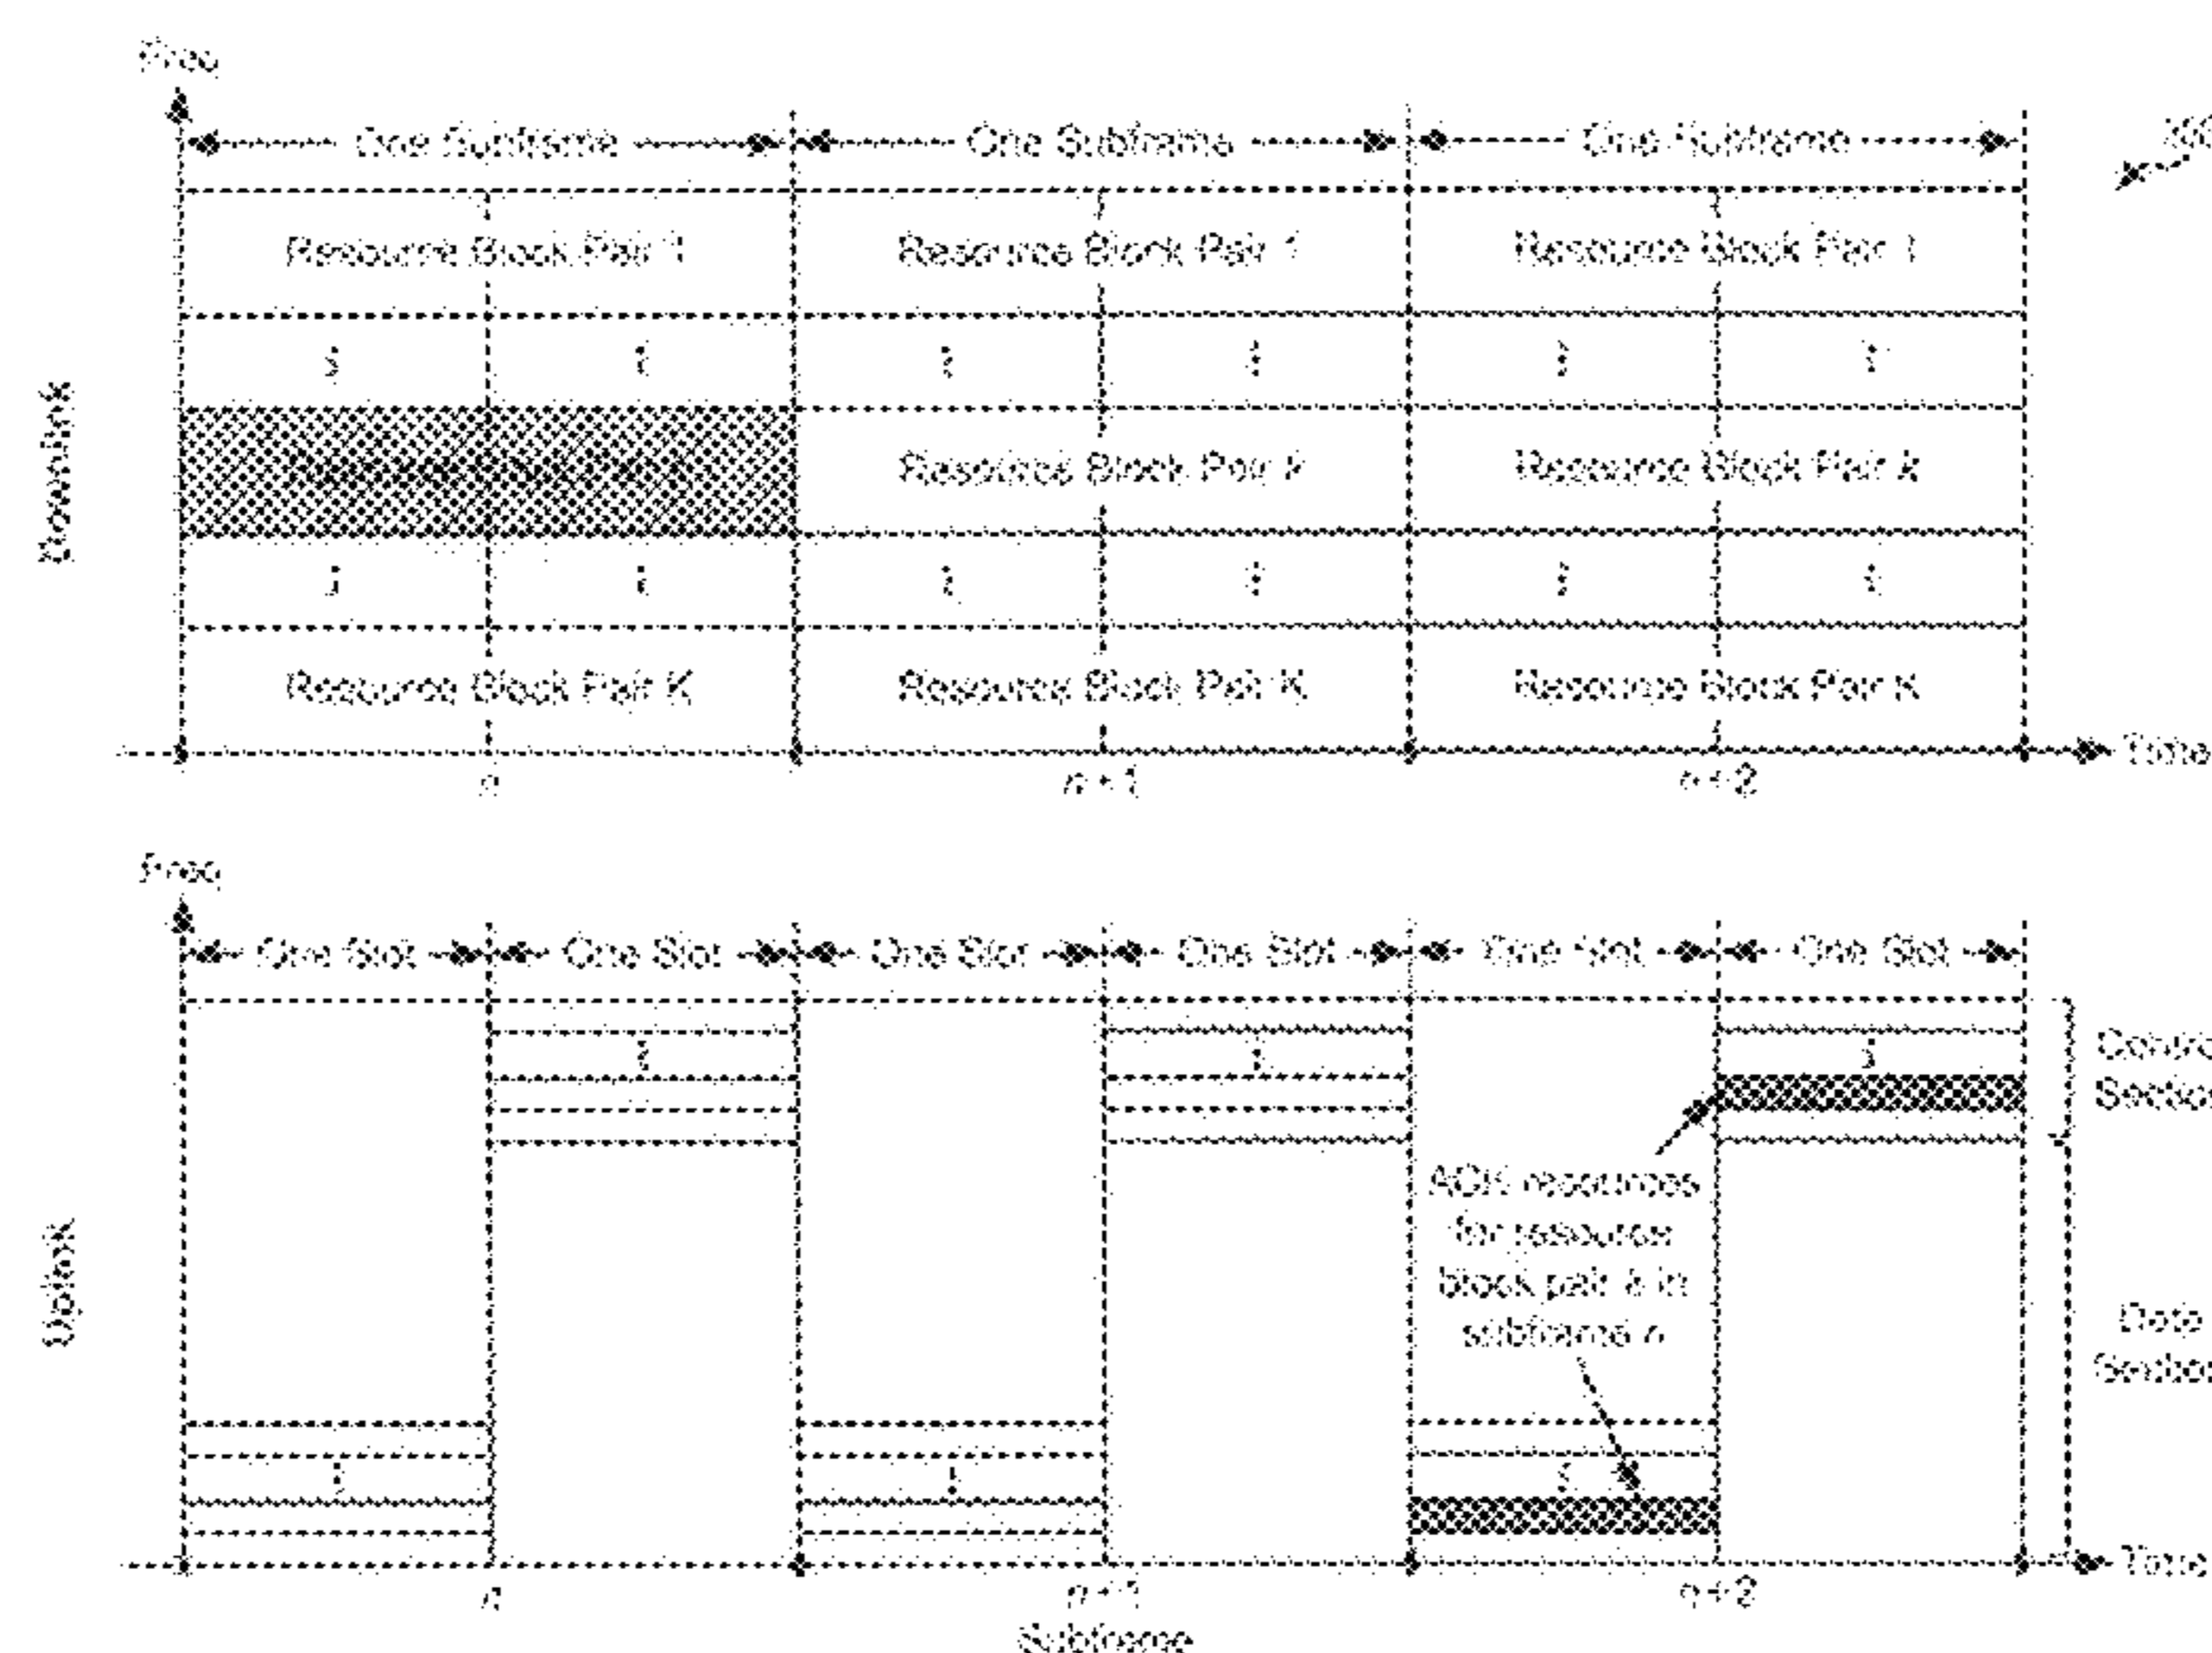 Freq
One Subframe One Subframe One Subframe
Resource Block Pair 1 Resource Block Pair 1 Resource Block Pair 1
Downlink
Resource Block Pair k Resource Block Pair k
Resource Block Pair K Resource Block Pair K Resource Block Pair K
Time
n n+1 n+2
Freq
One Slot One Slot One Slot One Slot One Slot One Slot
Contro
Section
ACK resources
for resource
block pair k in
subframe n
Uplink
Data
Section
Time
n n+1 n+2
Subframe